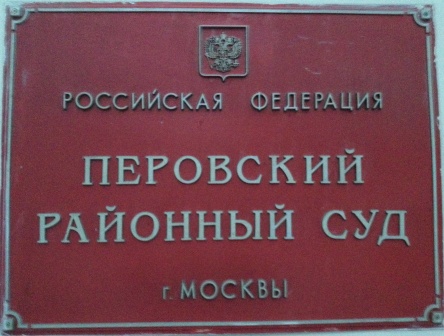 РОССИЙСКАЯ ФЕДЕРАЦИЯ
ПЕРОВСКИЙ
РАЙОННЫЙ СУД
г. МОСКВЫ